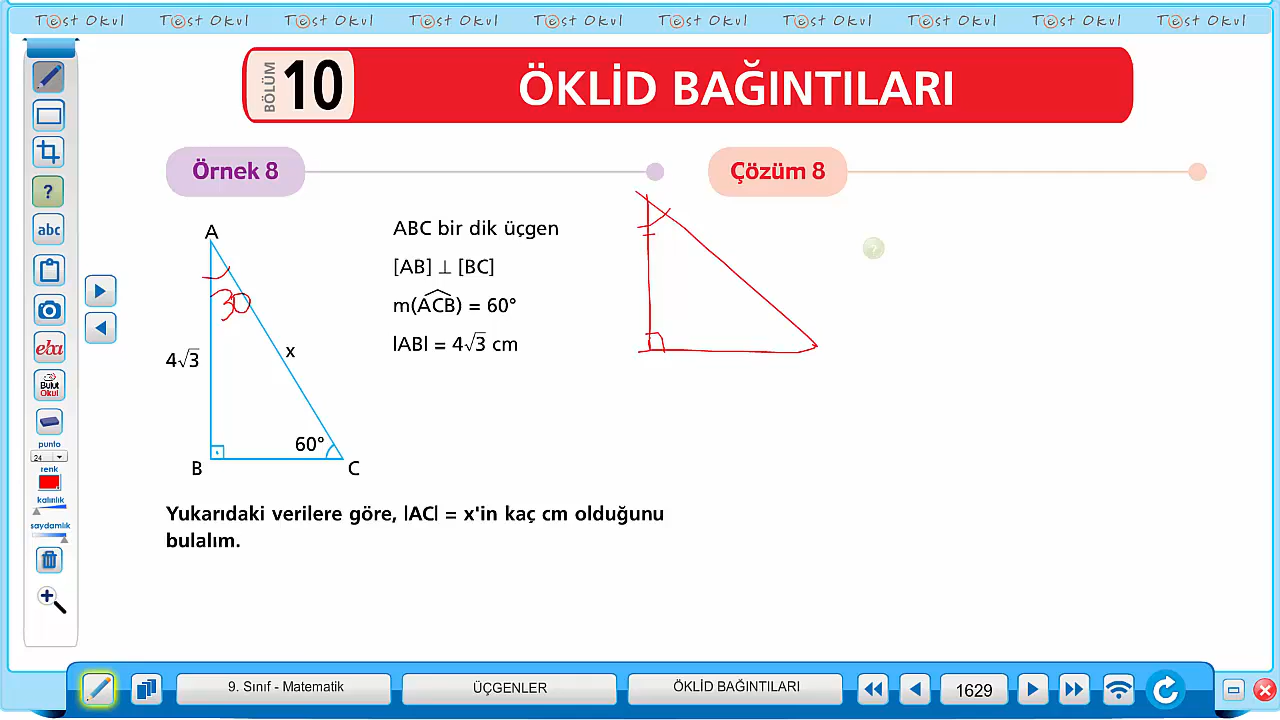 Test Okul Test Okul Test Okul Test Okul Test Okul Test Okul Test Okul Test Okul Test Okul Test Okul
BÖLÜM 10 ÖKLİD BAĞINTILARI
Örnek 8
Çözüm 8
A
30
4√3
x
60°
B
C
ABC bir dik üçgen
[AB] ⊥ [BC]
m(ACB) = 60°
|AB| = 4√3 cm
Yukarıdaki verilere göre, |AC| = x'in kaç cm olduğunu
bulalım.
?
?
abc
eba
Bulut
Okul
punto
24
renk
kalınlık
saydamlık
9. Sınıf - Matematik
ÜÇGENLER
ÖKLİD BAĞINTILARI
1629